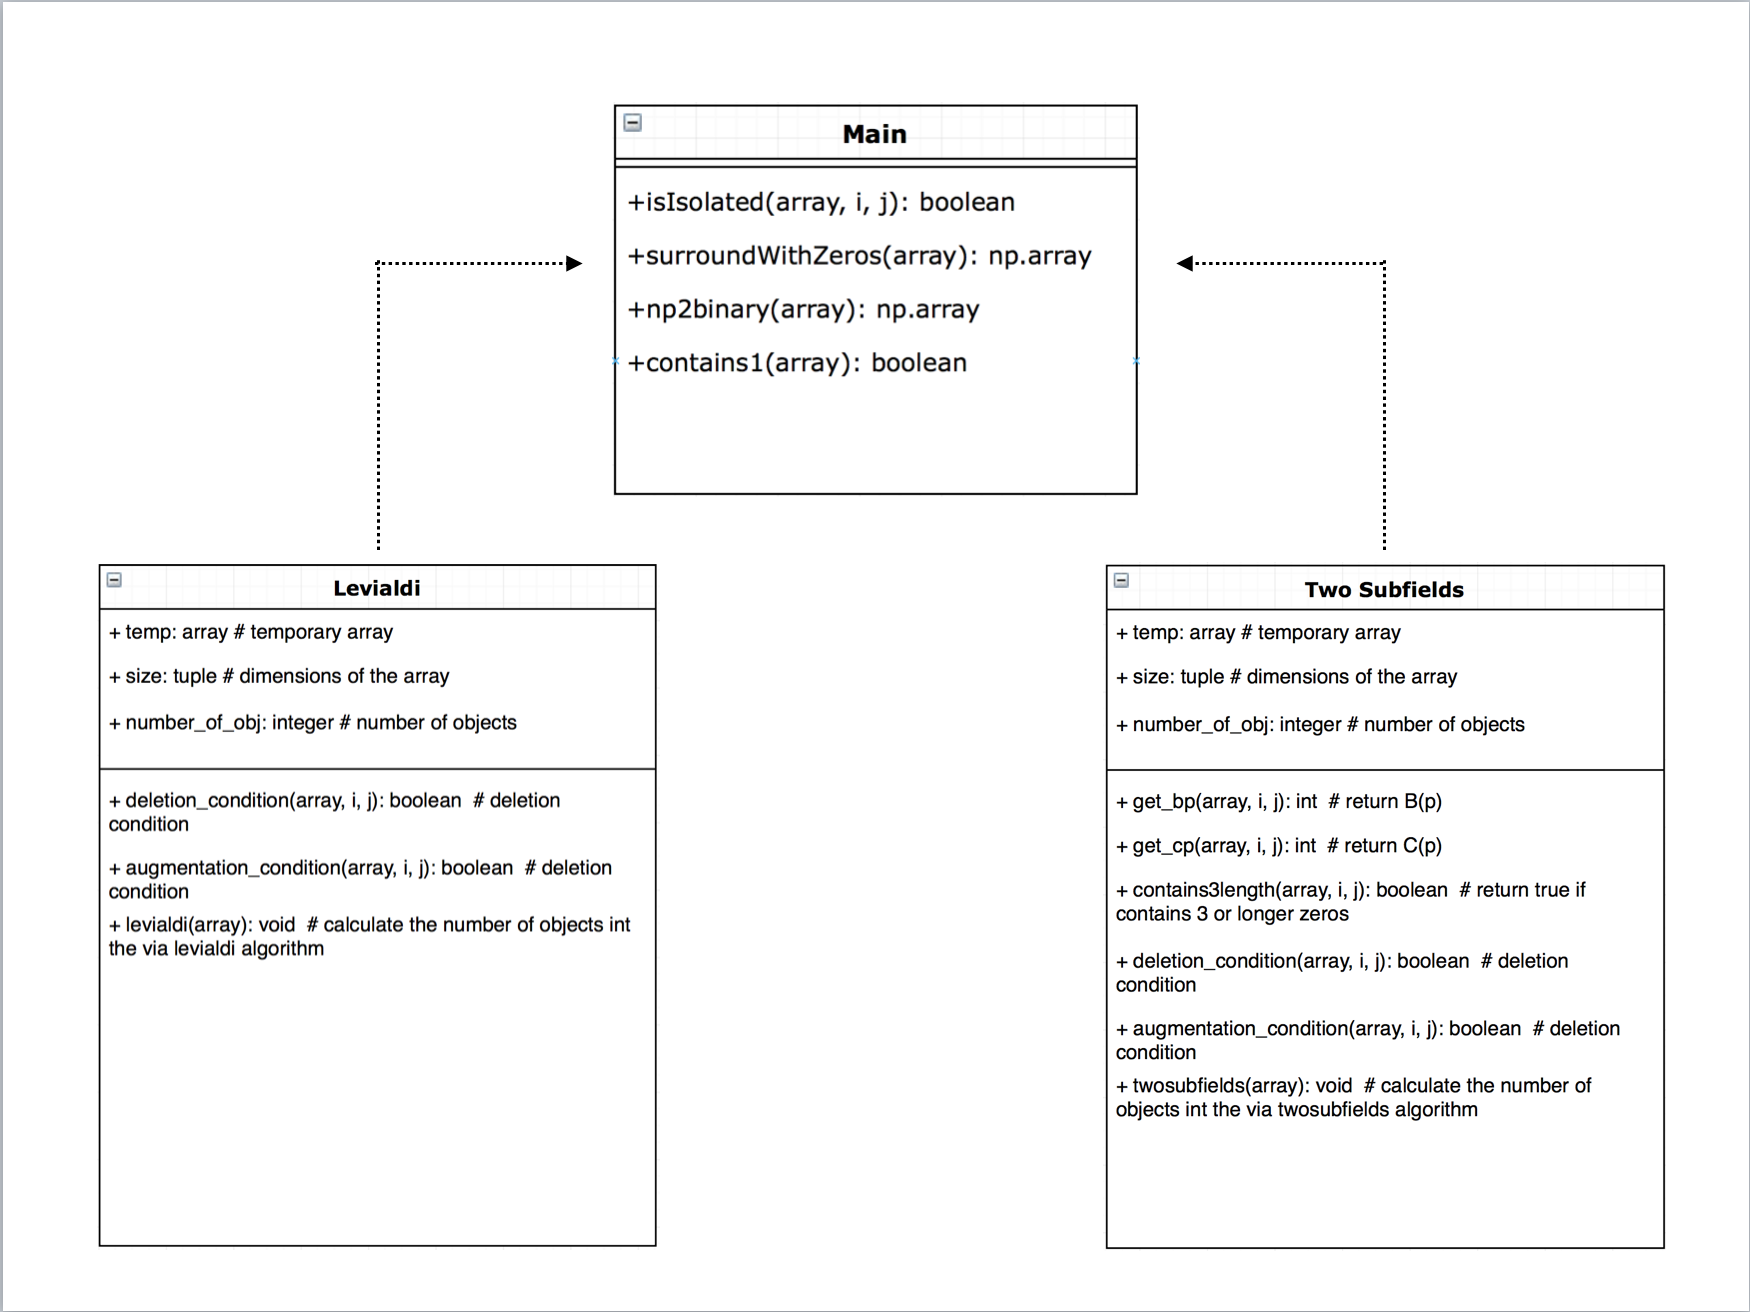 Main
+isIsolated(array, i, j): boolean
+surroundWithZeros(array): np.array
+np2binary(array): np.array
+contains1(array): boolean
Levialdi
+ temp: array # temporary array
+ size: tuple # dimensions of the array
+ number_of_obj: integer # number of objects
+ deletion_condition(array, i, j): boolean  # deletion
condition
+ augmentation_condition(array, i, j): boolean  # deletion
condition
+ levialdi(array): void  # calculate the number of objects int
the via levialdi algorithm
Two Subfields
+ temp: array # temporary array
+ size: tuple # dimensions of the array
+ number_of_obj: integer # number of objects
+ get_bp(array, i, j): int  # return B(p)
+ get_cp(array, i, j): int  # return C(p)
+ contains3length(array, i, j): boolean  # return true if
contains 3 or longer zeros
+ deletion_condition(array, i, j): boolean  # deletion
condition
+ augmentation_condition(array, i, j): boolean  # deletion
condition
+ twosubfields(array): void  # calculate the number of
objects int the via twosubfields algorithm